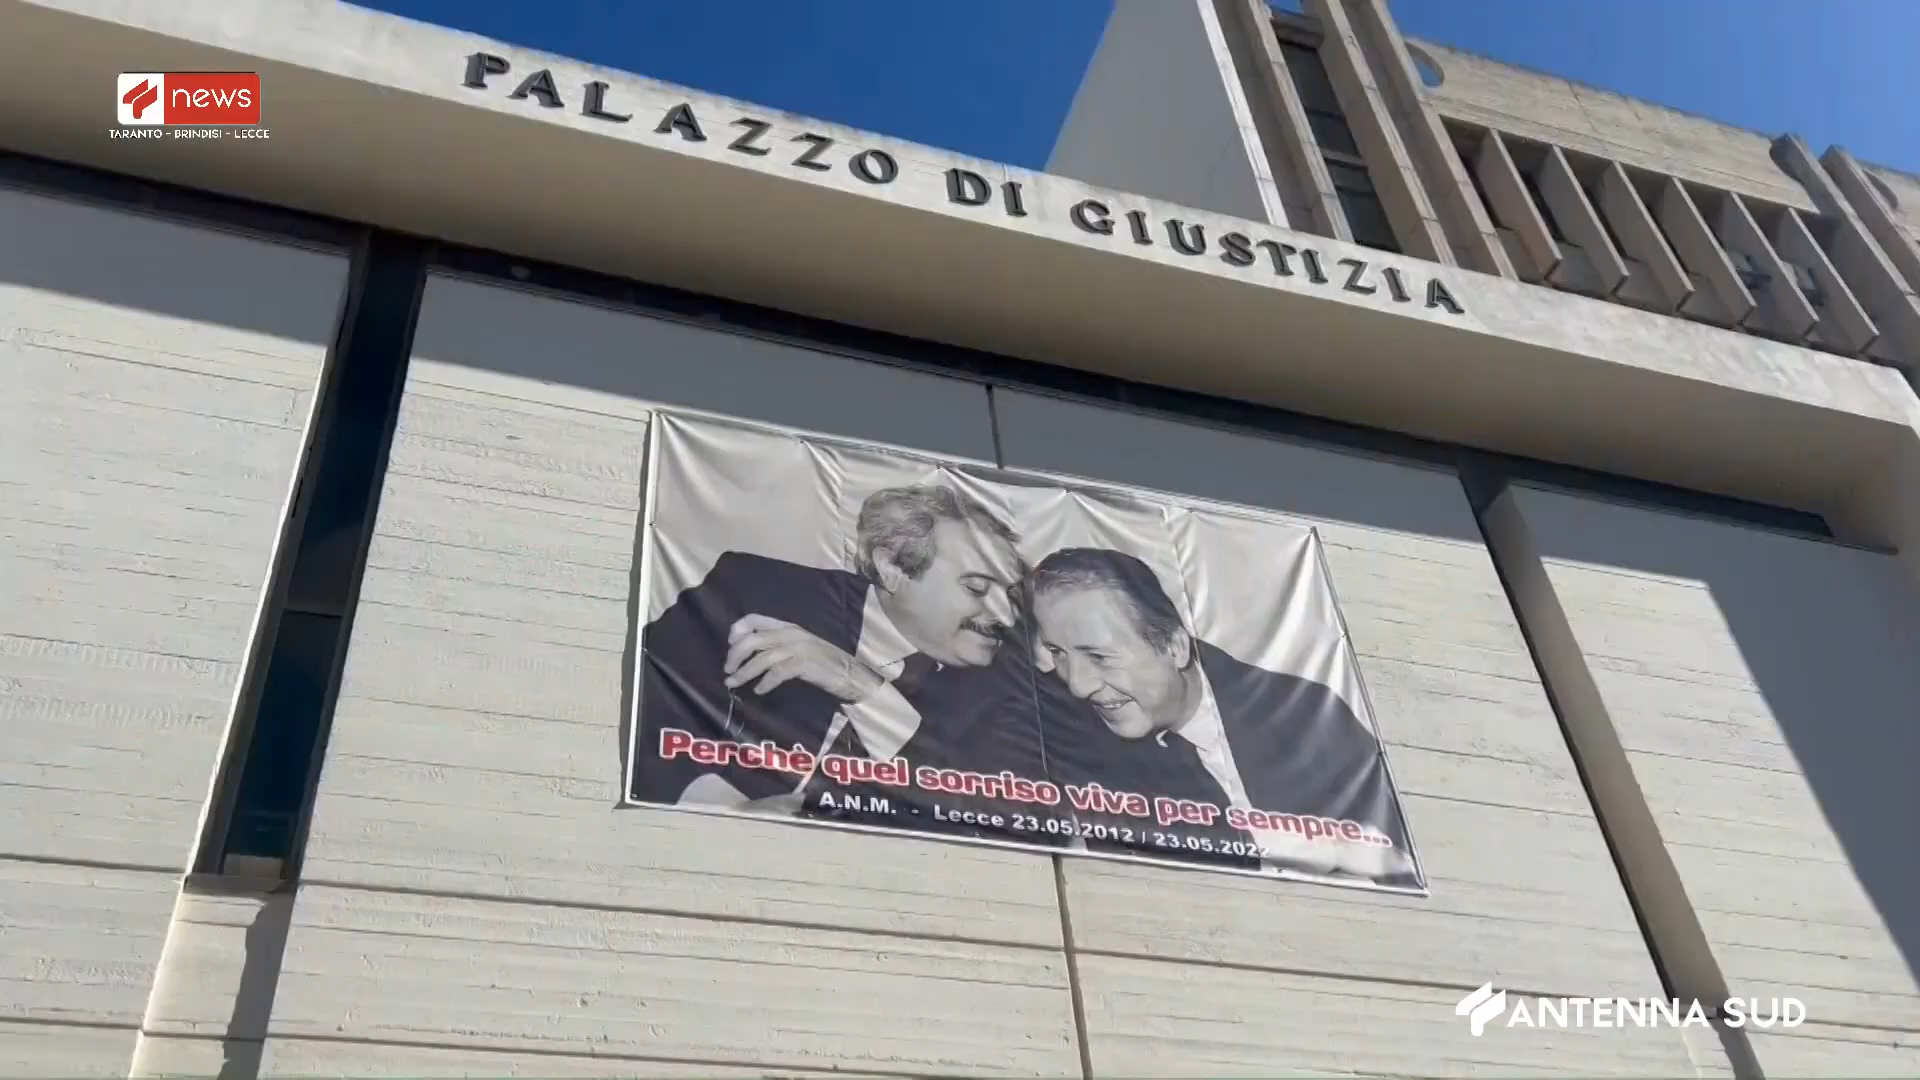 news
TARANTO - BRINDISI - LECCE
PALAZZO DI GIUSTIZIA
Perchè quel sorriso viva per sempre...
A.N.M. - Lecce 23.05.2012 / 23.05.2022
ANTENNA SUD